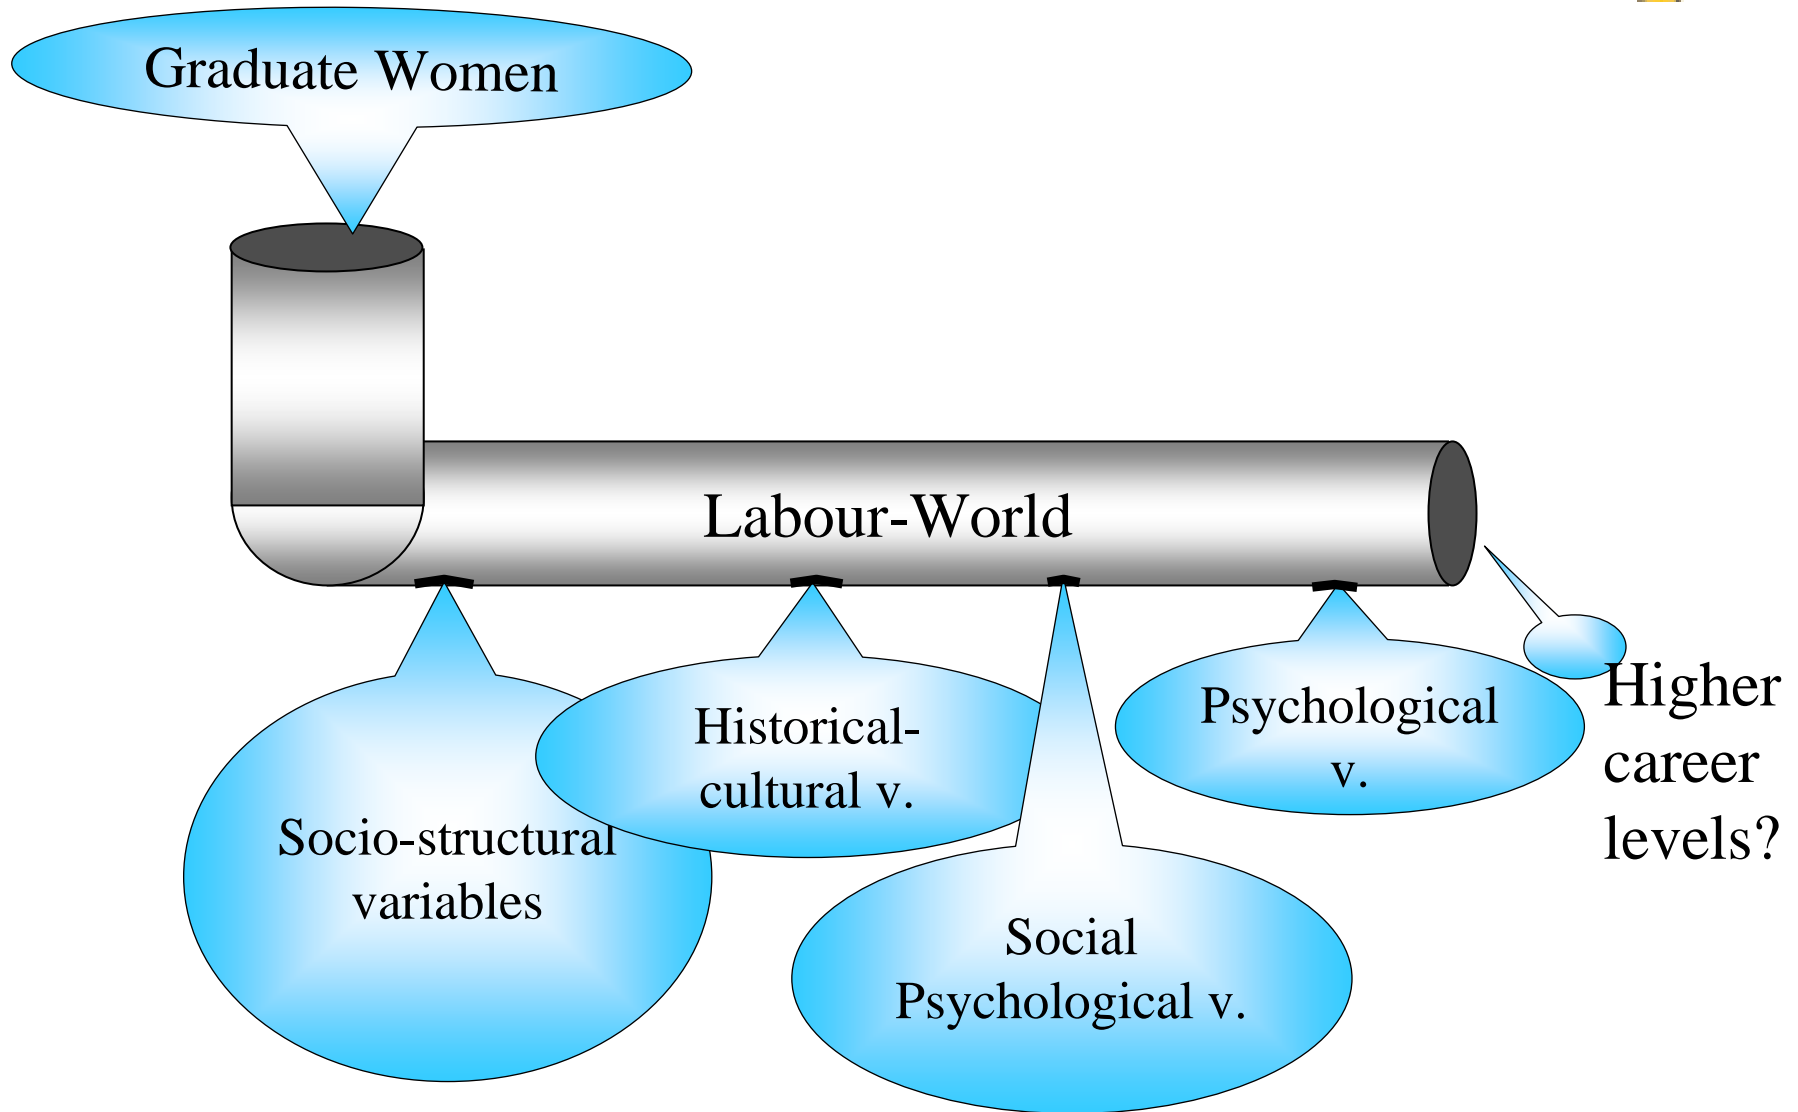 Graduate Women
Labour-World
Socio-structural
variables
Historical-
cultural v.
Social
Psychological v.
Psychological
v.
Higher
career
levels?